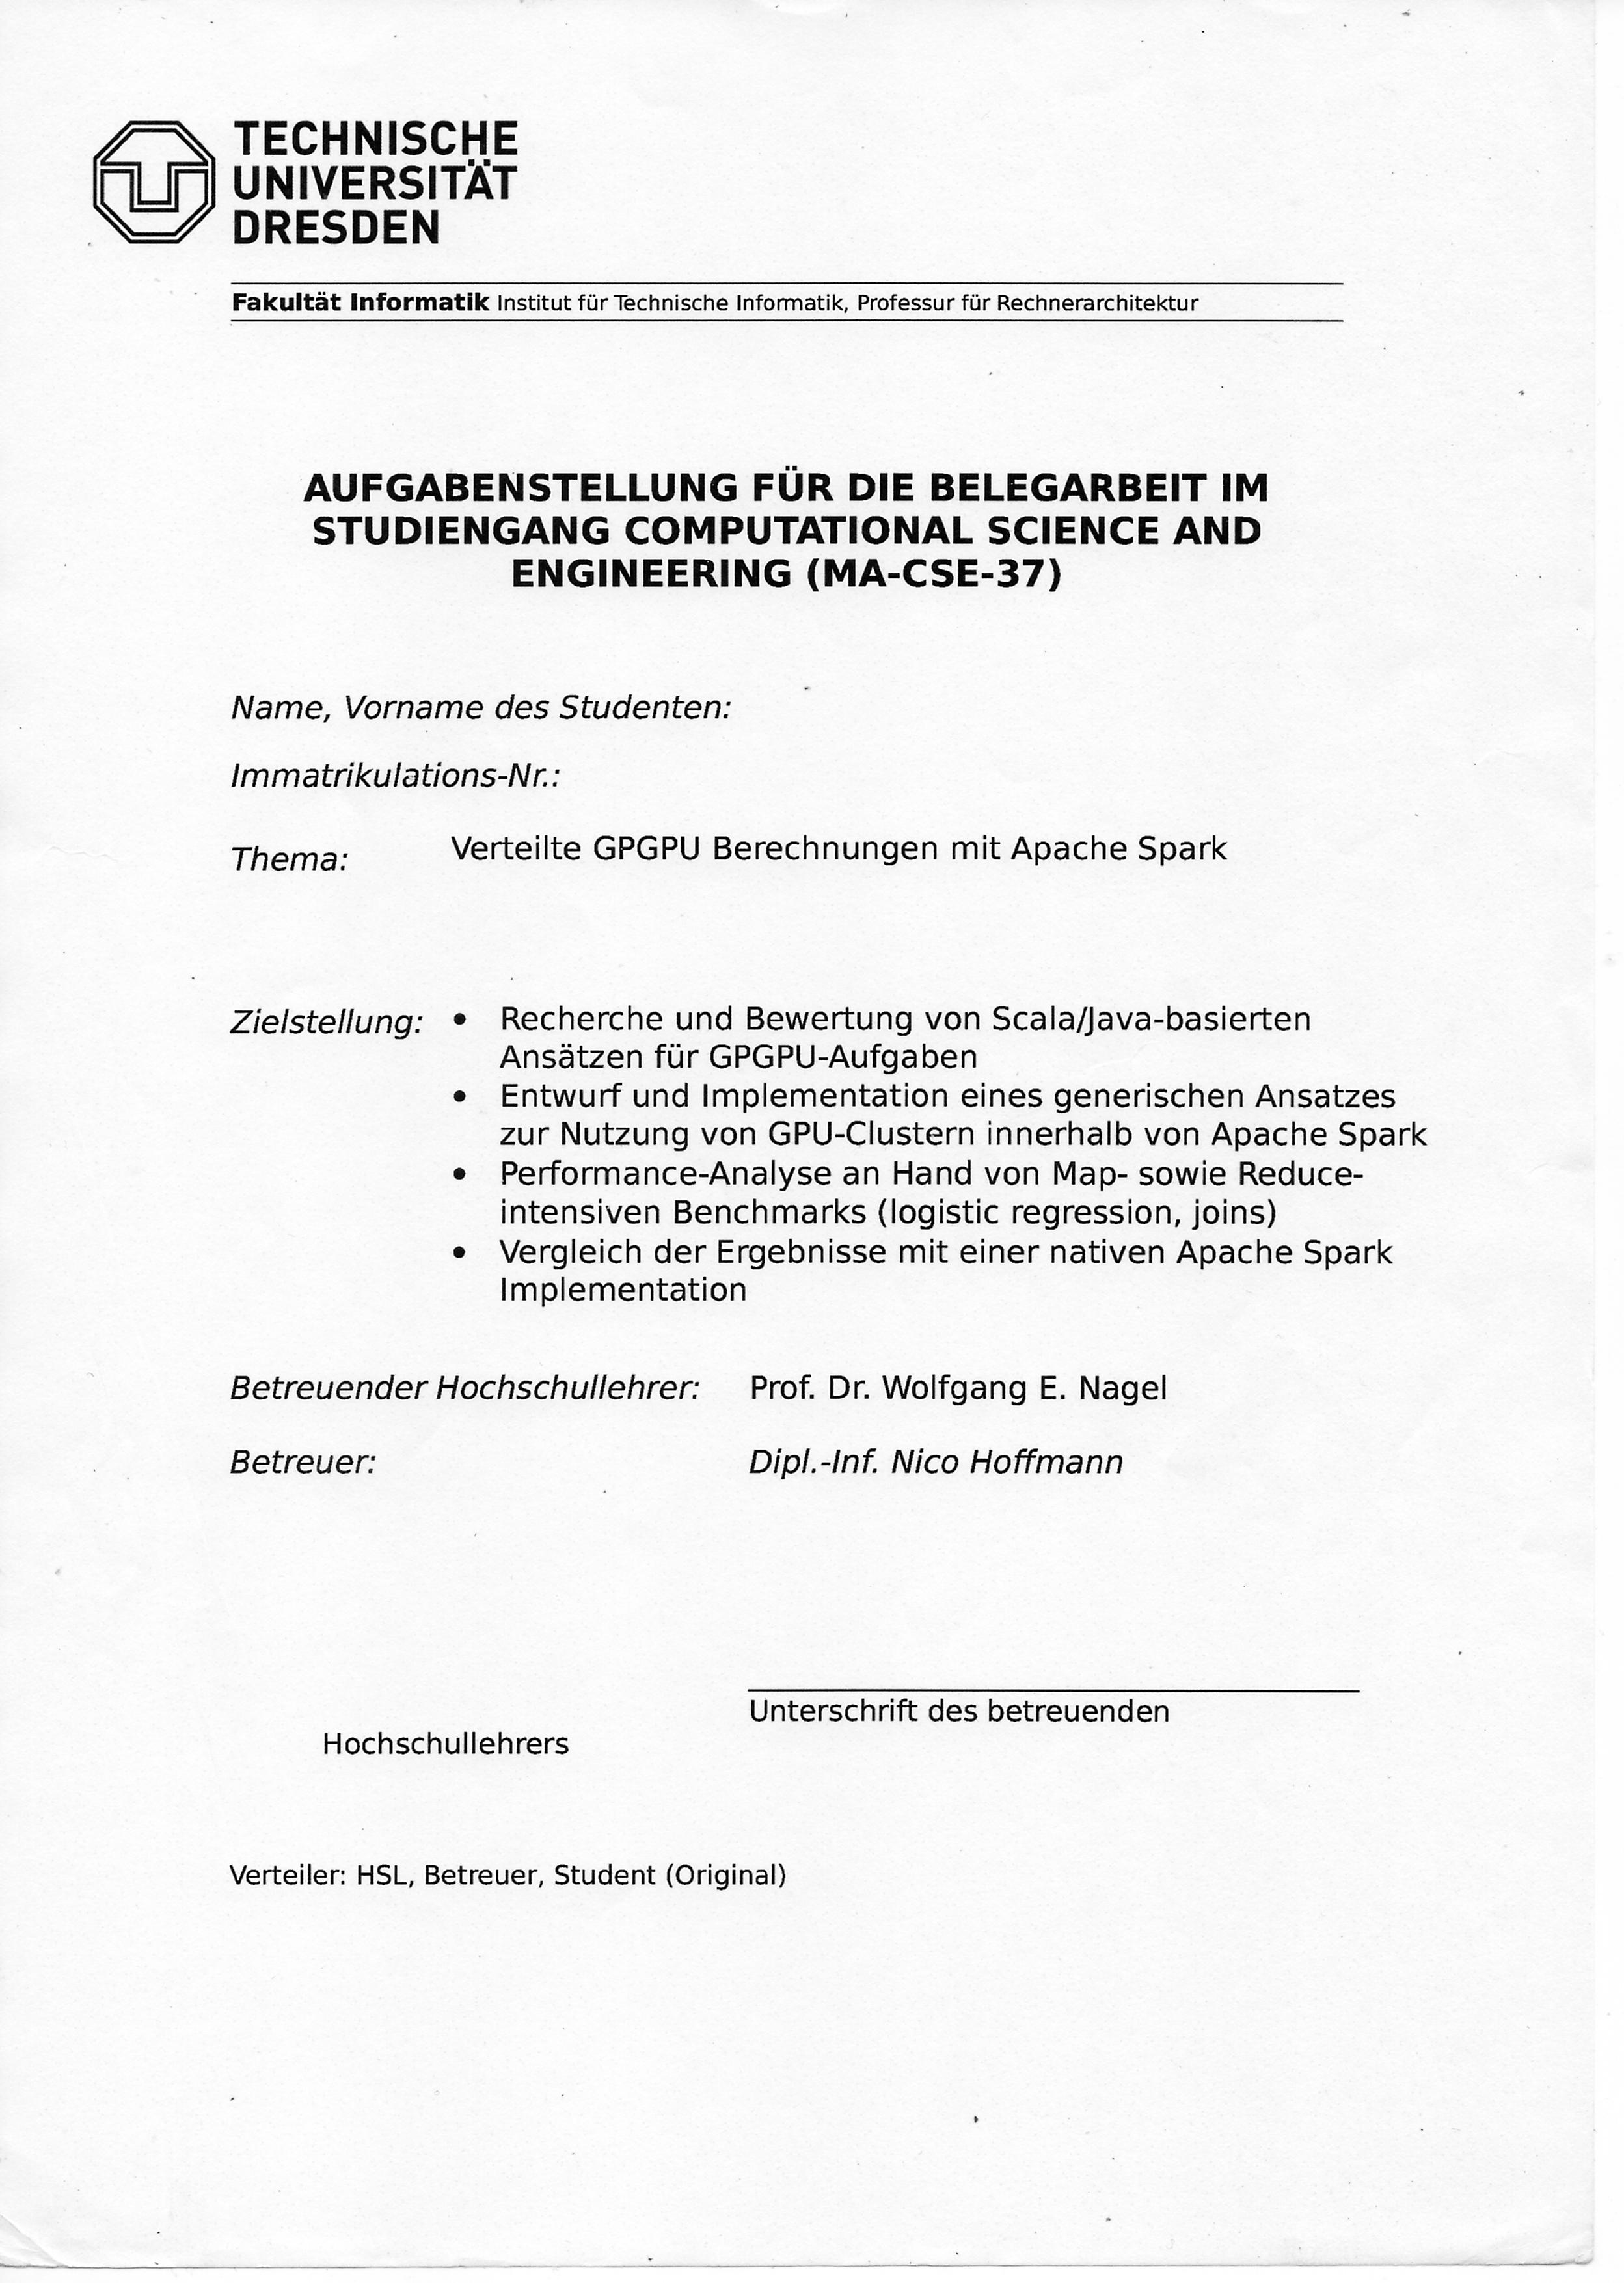 TECHNISCHE
UNIVERSITÄT
DRESDEN
Fakultät Informatik Institut für Technische Informatik, Professur für Rechnerarchitektur
AUFGABENSTELLUNG FÜR DIE BELEGARBEIT IM
STUDIENGANG COMPUTATIONAL SCIENCE AND
ENGINEERING (MA-CSE-37)
Name, Vorname des Studenten:
Immatrikulations-Nr.:
Thema: Verteilte GPGPU Berechnungen mit Apache Spark
Zielstellung: • Recherche und Bewertung von Scala/Java-basierten
Ansätzen für GPGPU-Aufgaben
• Entwurf und Implementation eines generischen Ansatzes
zur Nutzung von GPU-Clustern innerhalb von Apache Spark
• Performance-Analyse an Hand von Map- sowie Reduce-
intensiven Benchmarks (logistic regression, joins)
• Vergleich der Ergebnisse mit einer nativen Apache Spark
Implementation
Betreuender Hochschullehrer: Prof. Dr. Wolfgang E. Nagel
Betreuer: Dipl.-Inf. Nico Hoffmann
Unterschrift des betreuenden
Hochschullehrers
Verteiler: HSL, Betreuer, Student (Original)